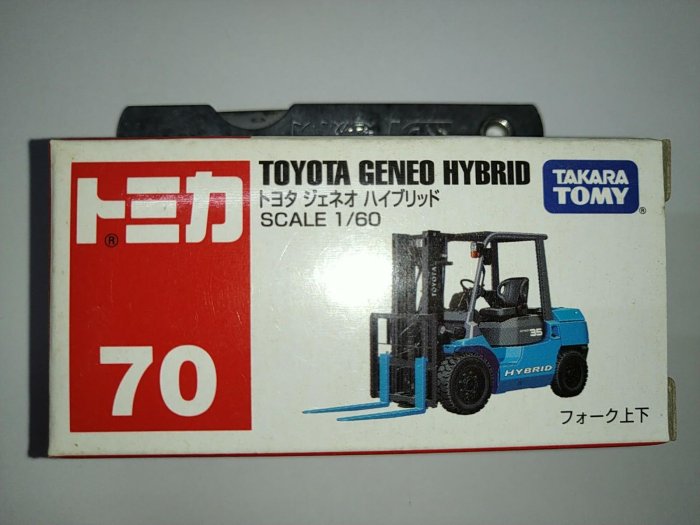 トミカ
®
70
TOYOTA GENEO HYBRID
トヨタ ジェネオ ハイブリッド
SCALE 1/60
TAKARA
TOMY
®
TOYOTA
35
HYBRID
フォーク上下